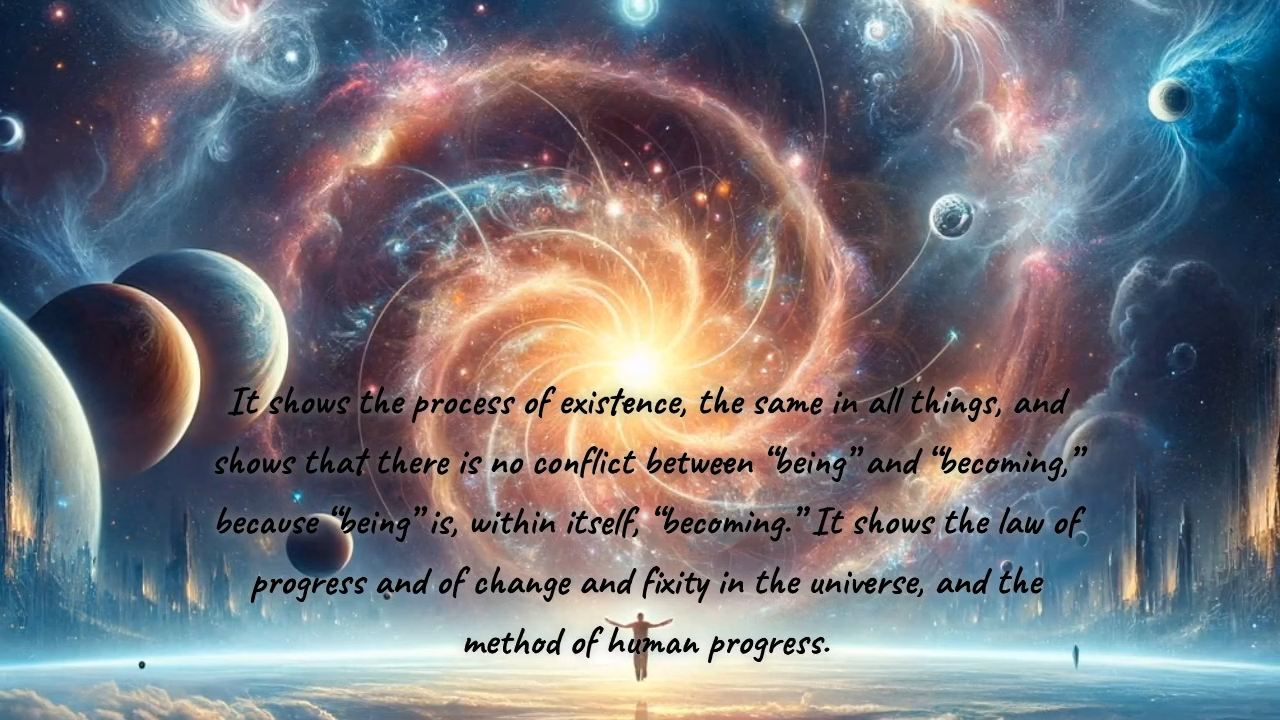 It shows the process of existence, the same in all things, and
shows that there is no conflict between “being” and “becoming,”
because “being” is, within itself, “becoming.” It shows the law of
progress and of change and fixity in the universe, and the
method of human progress.